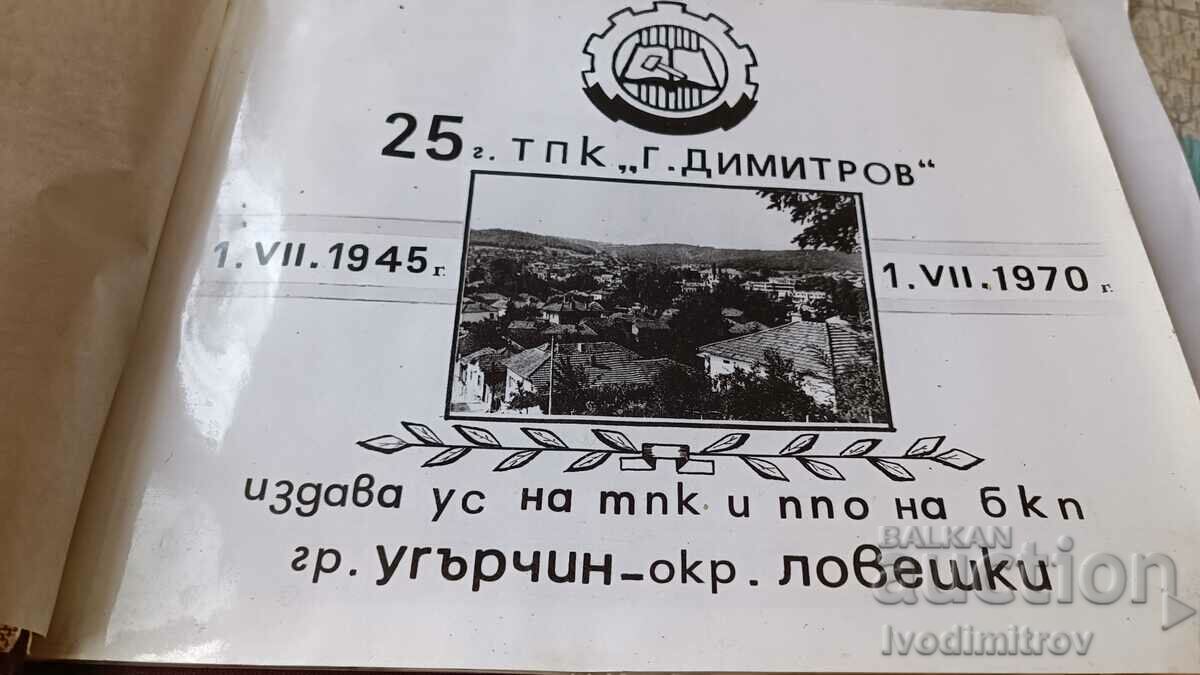 25 г. ТПК „Г. ДИМИТРОВ“
1. VII. 1945 г.
1. VII. 1970 г.
издава ус на тпк и ппо на бкп
гр. угърчин - окр. ловешки
BALKAN
auction
Ivodimitrov